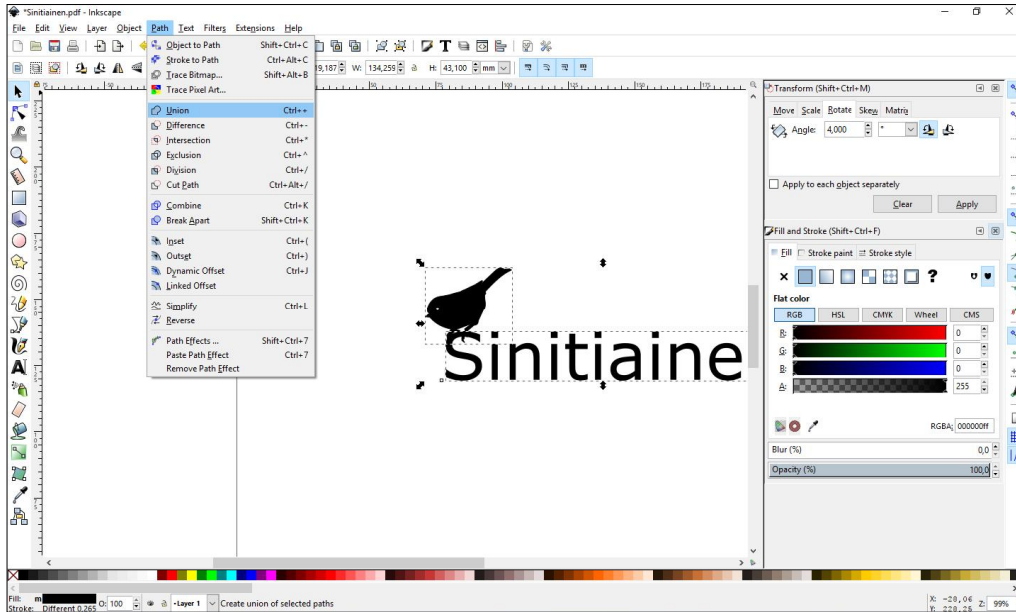 *Sinitiainen.pdf - Inkscape
File Edit View Layer Object Path Text Filters Extensions Help
Object to Path Shift+Ctrl+C
Stroke to Path Ctrl+Alt+C
Trace Bitmap... Shift+Alt+B
Trace Pixel Art...
Union Ctrl++
Difference Ctrl+-
Intersection Ctrl+*
Exclusion Ctrl+^
Division Ctrl+/
Cut Path Ctrl+Alt+/
Combine Ctrl+K
Break Apart Shift+Ctrl+K
Inset Ctrl+(
Outset Ctrl+)
Dynamic Offset Ctrl+J
Linked Offset
Simplify Ctrl+L
Reverse
Path Effects ... Shift+Ctrl+7
Paste Path Effect Ctrl+7
Remove Path Effect
9,187 W: 134,259 H: 43,100 mm
Sinitiaine
Transform (Shift+Ctrl+M)
Move Scale Rotate Skew Matrix
Angle: 4,000 °
Apply to each object separately
Clear Apply
Fill and Stroke (Shift+Ctrl+F)
Fill Stroke paint Stroke style
?
Flat color
RGB HSL CMYK Wheel CMS
R: 0
G: 0
B: 0
A: 255
RGBA: 000000ff
Blur (%) 0,0
Opacity (%) 100,0
Fill: m
Stroke: Different 0,265 O: 100 Layer 1 Create union of selected paths
X: -28,06
Y: 220,25 Z: 99%